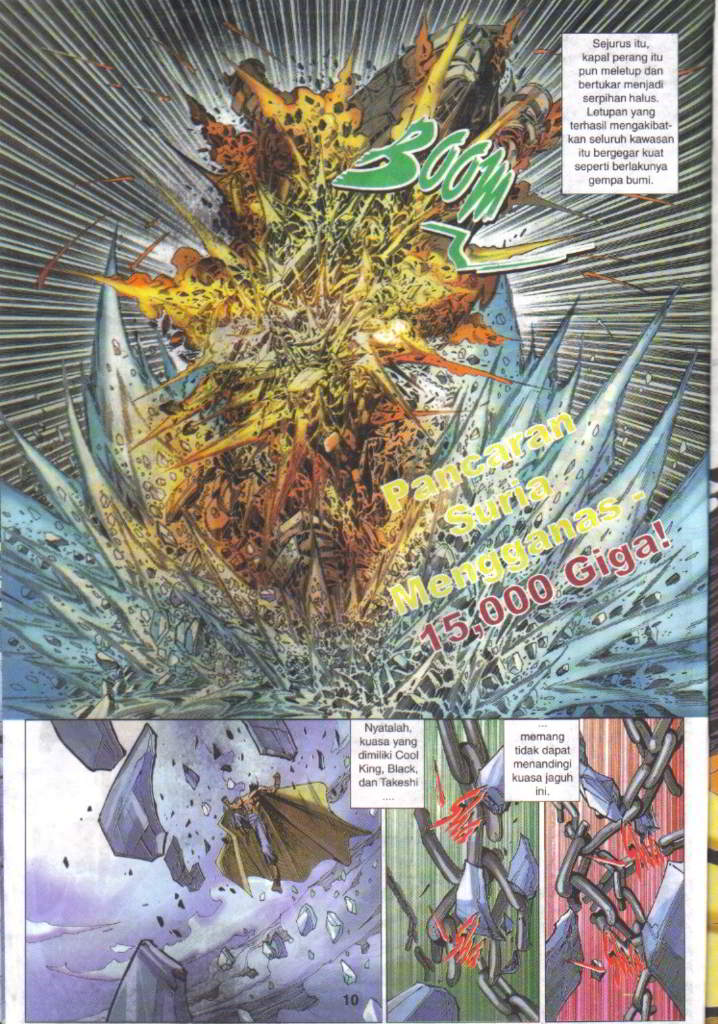 Sejurus itu,
kapal perang itu
pun meletup dan
bertukar menjadi
serpihan halus.
Letupan yang
terhasil mengakibat-
kan seluruh kawasan
itu bergegar kuat
seperti berlakunya
gempa bumi.
BOOM
Pancaran
Suria
Mengganas -
15,000 Giga!
Nyatalah,
kuasa yang
dimiliki Cool
King, Black,
dan Takeshi
....
...
memang
tidak dapat
menandingi
kuasa jaguh
ini.
10